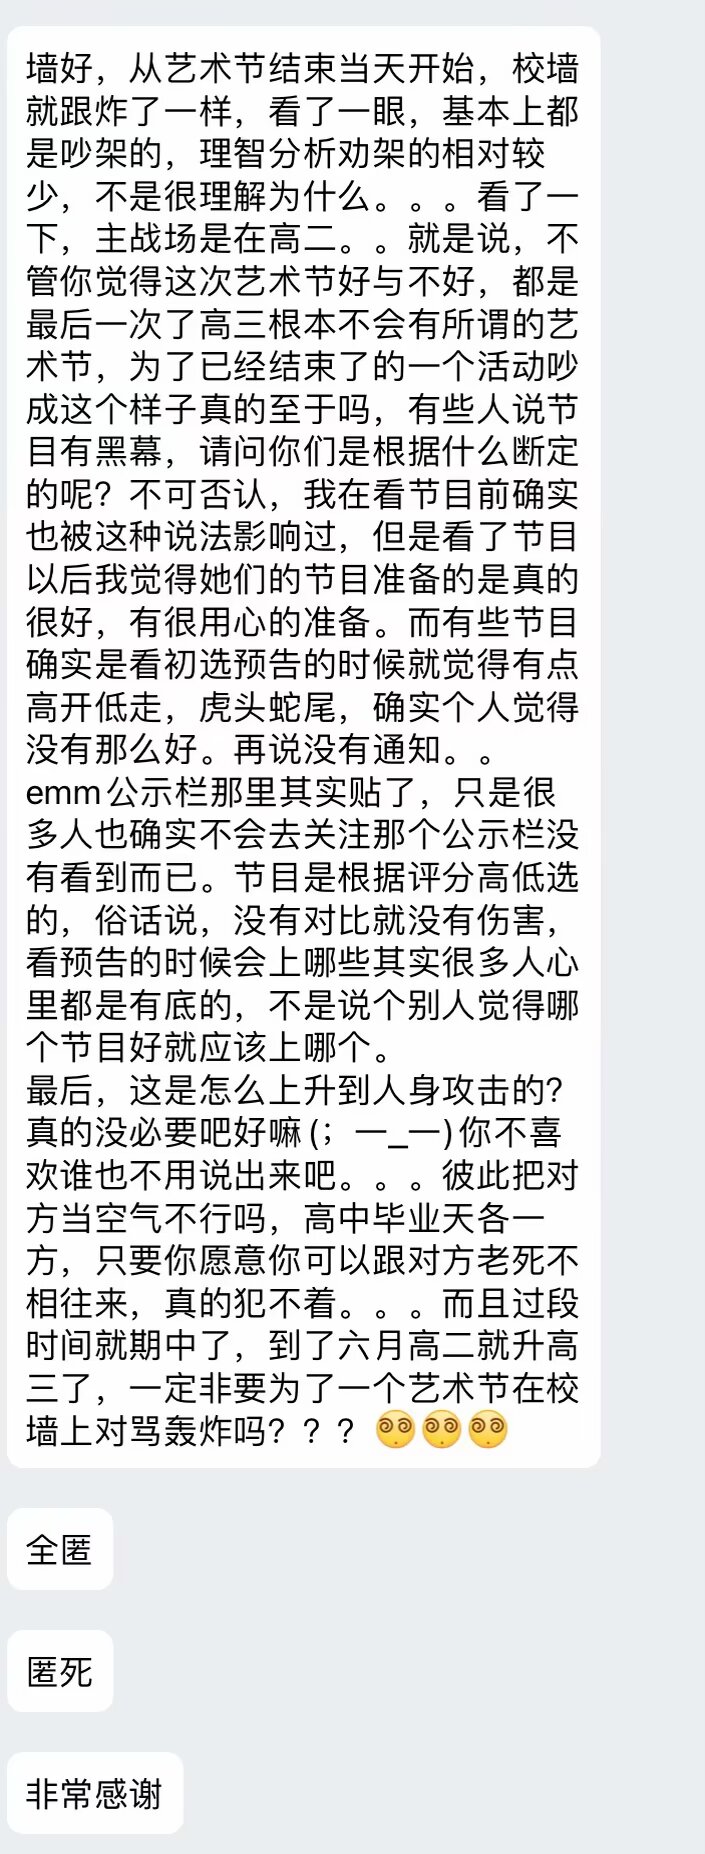 墙好，从艺术节结束当天开始，校墙
就跟炸了一样，看了一眼，基本上都
是吵架的，理智分析劝架的相对较
少，不是很理解为什么。。。看了一
下，主战场是在高二。。就是说，不
管你觉得这次艺术节好与不好，都是
最后一次了高三根本不会有所谓的艺
术节，为了已经结束了的一个活动吵
成这个样子真的至于吗，有些人说节
目有黑幕，请问你们是根据什么断定
的呢？不可否认，我在看节目前确实
也被这种说法影响过，但是看了节目
以后我觉得她们的节目准备的是真的
很好，有很用心的准备。而有些节目
确实是看初选预告的时候就觉得有点
高开低走，虎头蛇尾，确实个人觉得
没有那么好。再说没有通知。。
emm公示栏那里其实贴了，只是很
多人也确实不会去关注那个公示栏没
有看到而已。节目是根据评分高低选
的，俗话说，没有对比就没有伤害，
看预告的时候会上哪些其实很多人心
里都是有底的，不是说个别人觉得哪
个节目好就应该上哪个。
最后，这是怎么上升到人身攻击的？
真的没必要吧好嘛(；一_一)你不喜
欢谁也不用说出来吧。。。彼此把对
方当空气不行吗，高中毕业天各一
方，只要你愿意你可以跟对方老死不
相往来，真的犯不着。。。而且过段
时间就期中了，到了六月高二就升高
三了，一定非要为了一个艺术节在校
墙上对骂轰炸吗？？？😵‍💫😵‍💫😵‍💫
全匿
匿死
非常感谢